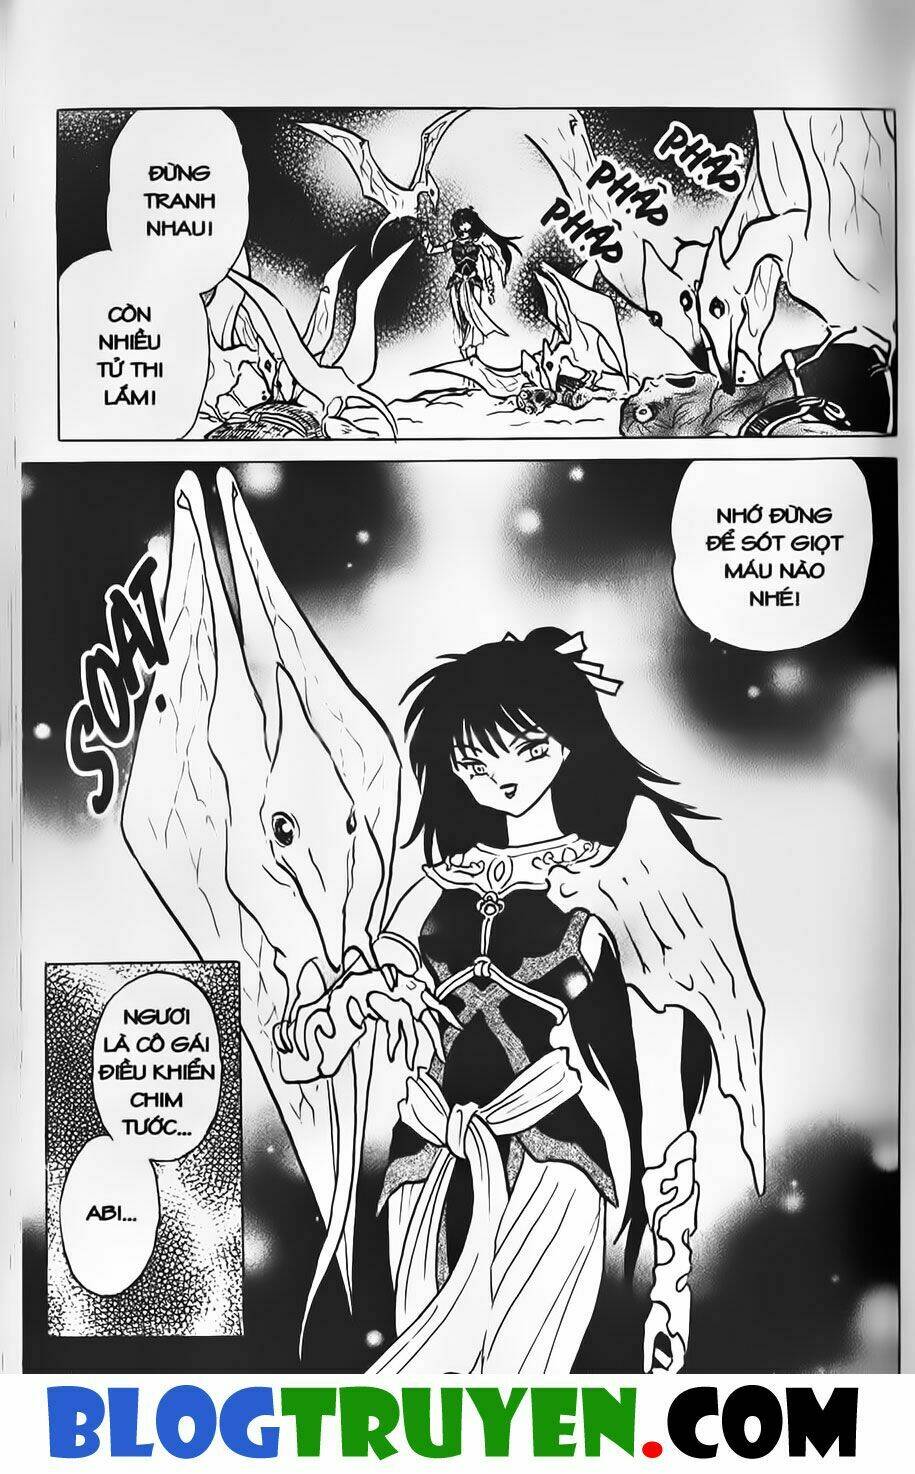 ĐỪNG
TRANH
NHAU!
CÒN
NHIỀU
TỬ THI
LẮM!
PHẬP
PHẬP
PHẬP
NHỚ ĐỪNG
ĐỂ SÓT GIỌT
MÁU NÀO
NHÉ!
SOẠT
NGƯƠI
LÀ CÔ GÁI
ĐIỀU KHIỂN
CHIM
TƯỚC...
ABI...
BLOGTRUYEN.COM